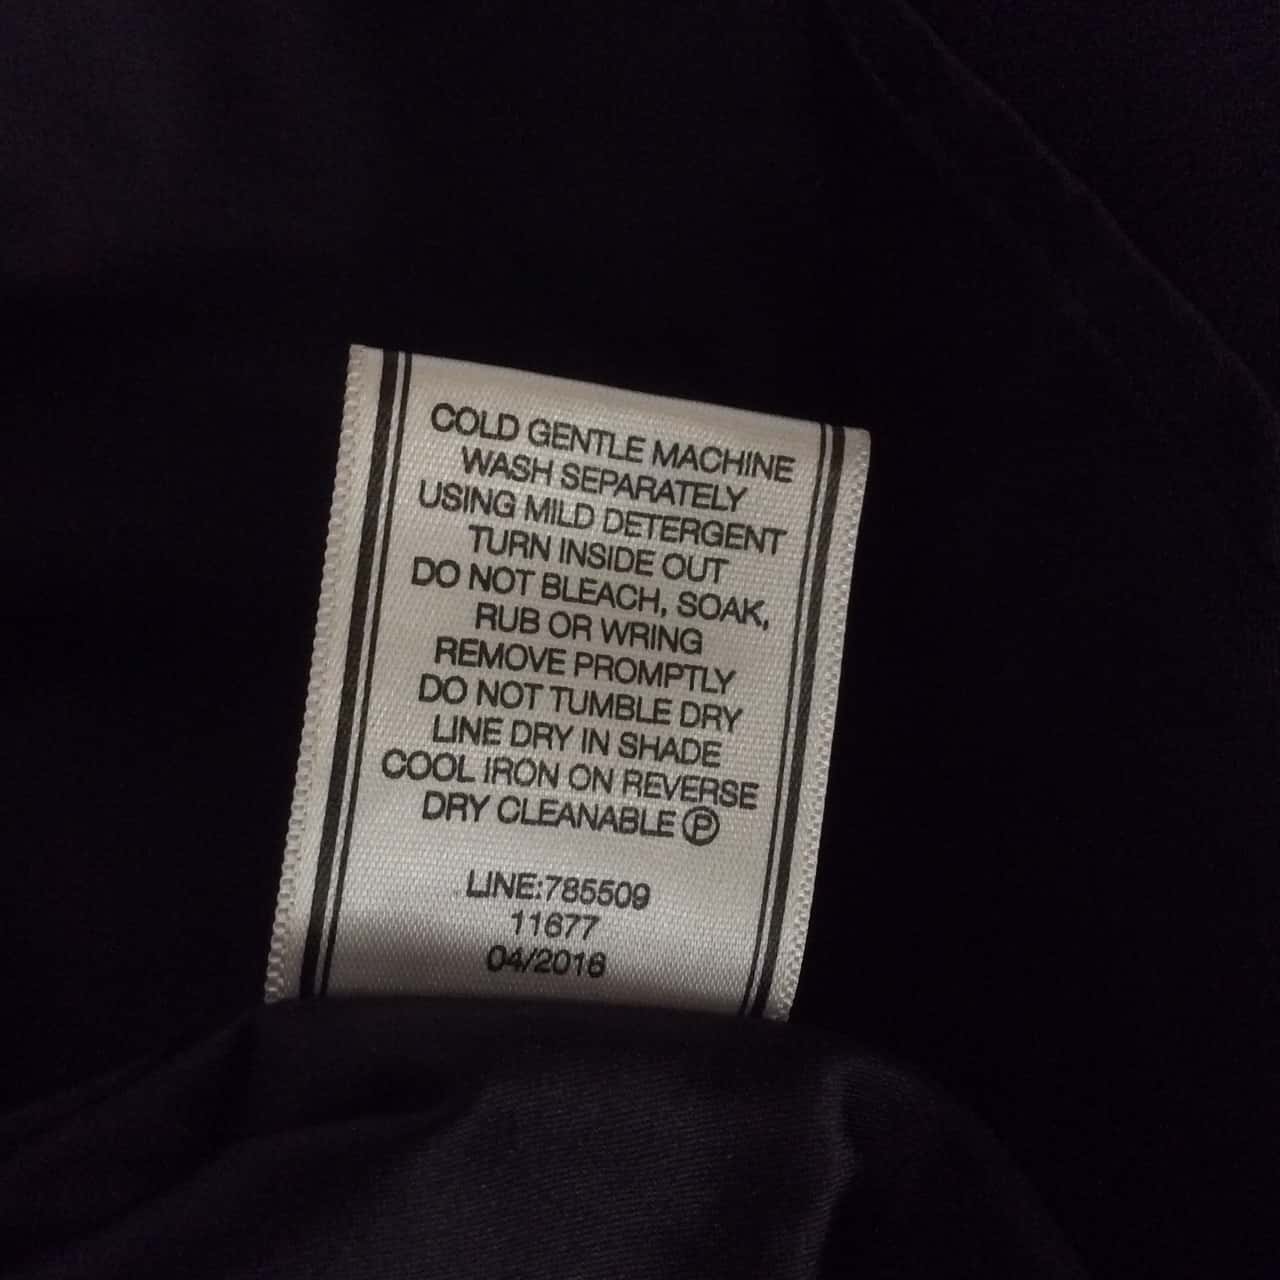 COLD GENTLE MACHINE
WASH SEPARATELY
USING MILD DETERGENT
TURN INSIDE OUT
DO NOT BLEACH, SOAK,
RUB OR WRING
REMOVE PROMPTLY
DO NOT TUMBLE DRY
LINE DRY IN SHADE
COOL IRON ON REVERSE
DRY CLEANABLE Ⓟ
LINE:785509
11677
04/2016